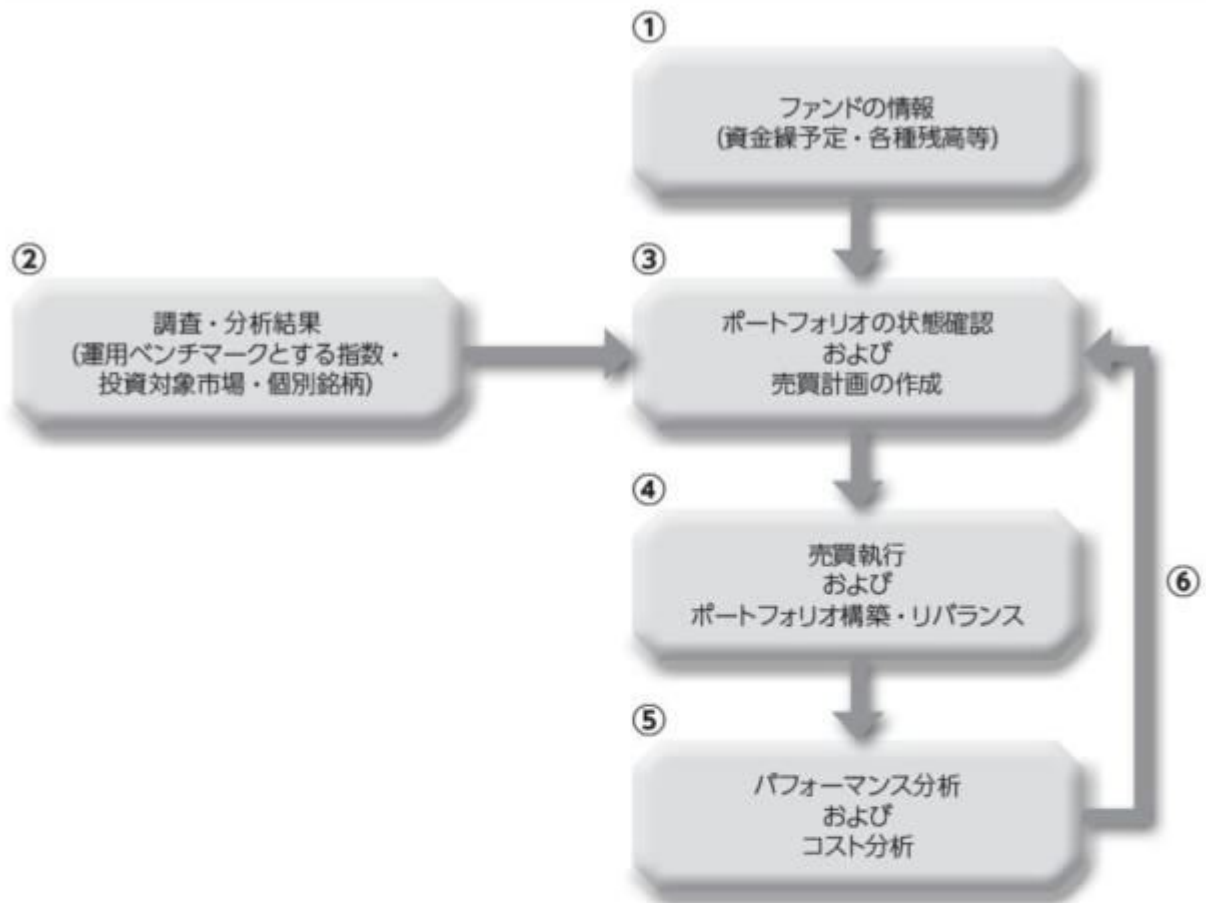 ①
ファンドの情報
(資金繰予定・各種残高等)
②
調査・分析結果
(運用ベンチマークとする指数・
投資対象市場・個別銘柄)
③
ポートフォリオの状態確認
および
売買計画の作成
④
売買執行
および
ポートフォリオ構築・リバランス
⑥
⑤
パフォーマンス分析
および
コスト分析